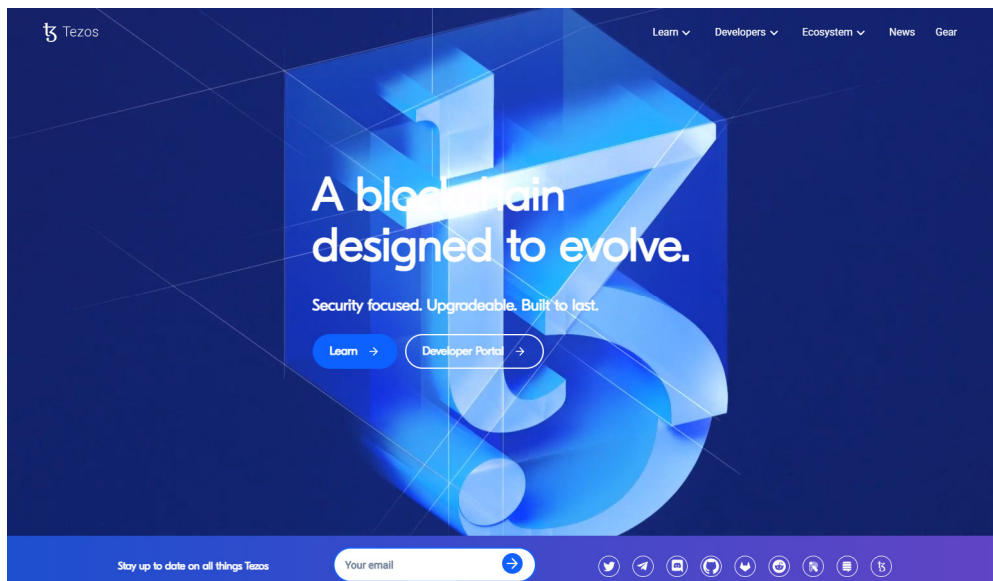 Tezos
Learn
Developers
Ecosystem
News
Gear
A blockchain
designed to evolve.
Security focused. Upgradeable. Built to last.
Learn →
Developer Portal →
Stay up to date on all things Tezos
Your email